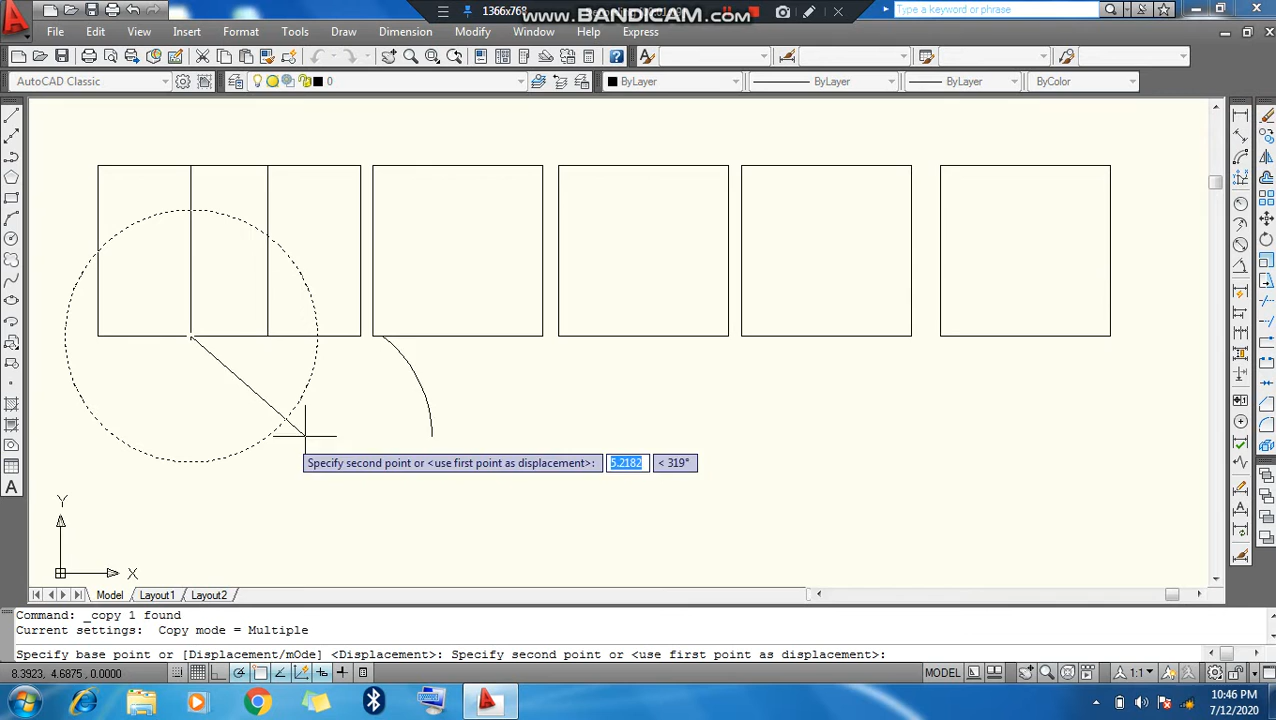 1366x768
www.BANDICAM.com
Type a keyword or phrase
File Edit View Insert Format Tools Draw Dimension Modify Window Help Express
AutoCAD Classic 0 ByLayer ByLayer ByLayer ByColor
Specify second point or <use first point as displacement>: 5.2182 < 319°
Y
X
Model Layout1 Layout2
Command: _copy 1 found
Current settings:  Copy mode = Multiple
Specify base point or [Displacement/mOde] <Displacement>: Specify second point or <use first point as displacement>:
8.3923, 4.6875, 0.0000 MODEL 1:1
10:46 PM
7/12/2020